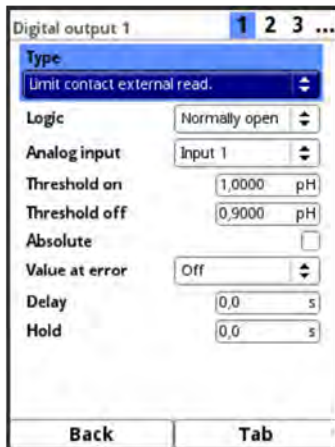 Digital output 1 1 2 3 ...
Type
Limit contact external read.
Logic Normally open
Analog input Input 1
Threshold on 1,0000 pH
Threshold off 0,9000 pH
Absolute
Value at error Off
Delay 0,0 s
Hold 0,0 s
Back Tab